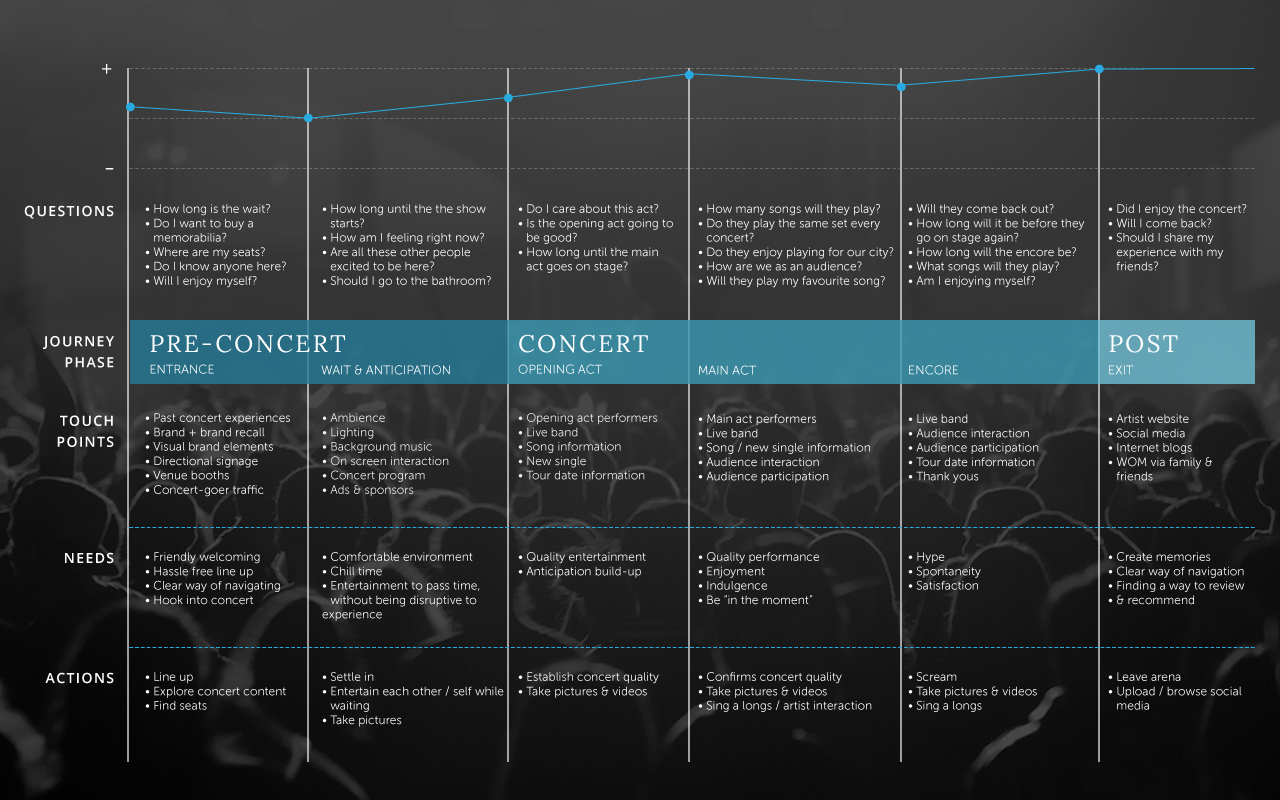 +
–
QUESTIONS
• How long is the wait?
• Do I want to buy a
memorabilia?
• Where are my seats?
• Do I know anyone here?
• Will I enjoy myself?
• How long until the the show
starts?
• How am I feeling right now?
• Are all these other people
excited to be here?
• Should I go to the bathroom?
• Do I care about this act?
• Is the opening act going to
be good?
• How long until the main
act goes on stage?
• How many songs will they play?
• Do they play the same set every
concert?
• Do they enjoy playing for our city?
• How are we as an audience?
• Will they play my favourite song?
• Will they come back out?
• How long will it be before they
go on stage again?
• How long will the encore be?
• What songs will they play?
• Am I enjoying myself?
• Did I enjoy the concert?
• Will I come back?
• Should I share my
experience with my
friends?
JOURNEY
PHASE
PRE-CONCERT
ENTRANCE
WAIT & ANTICIPATION
CONCERT
OPENING ACT
MAIN ACT
ENCORE
POST
EXIT
TOUCH
POINTS
• Past concert experiences
• Brand + brand recall
• Visual brand elements
• Directional signage
• Venue booths
• Concert-goer traffic
• Ambience
• Lighting
• Background music
• On screen interaction
• Concert program
• Ads & sponsors
• Opening act performers
• Live band
• Song information
• New single
• Tour date information
• Main act performers
• Live band
• Song / new single information
• Audience interaction
• Audience participation
• Live band
• Audience interaction
• Audience participation
• Tour date information
• Thank yous
• Artist website
• Social media
• Internet blogs
• WOM via family &
friends
NEEDS
• Friendly welcoming
• Hassle free line up
• Clear way of navigating
• Hook into concert
• Comfortable environment
• Chill time
• Entertainment to pass time,
without being disruptive to
experience
• Quality entertainment
• Anticipation build-up
• Quality performance
• Enjoyment
• Indulgence
• Be "in the moment"
• Hype
• Spontaneity
• Satisfaction
• Create memories
• Clear way of navigation
• Finding a way to review
• & recommend
ACTIONS
• Line up
• Explore concert content
• Find seats
• Settle in
• Entertain each other / self while
waiting
• Take pictures
• Establish concert quality
• Take pictures & videos
• Confirms concert quality
• Take pictures & videos
• Sing a longs / artist interaction
• Scream
• Take pictures & videos
• Sing a longs
• Leave arena
• Upload / browse social
media